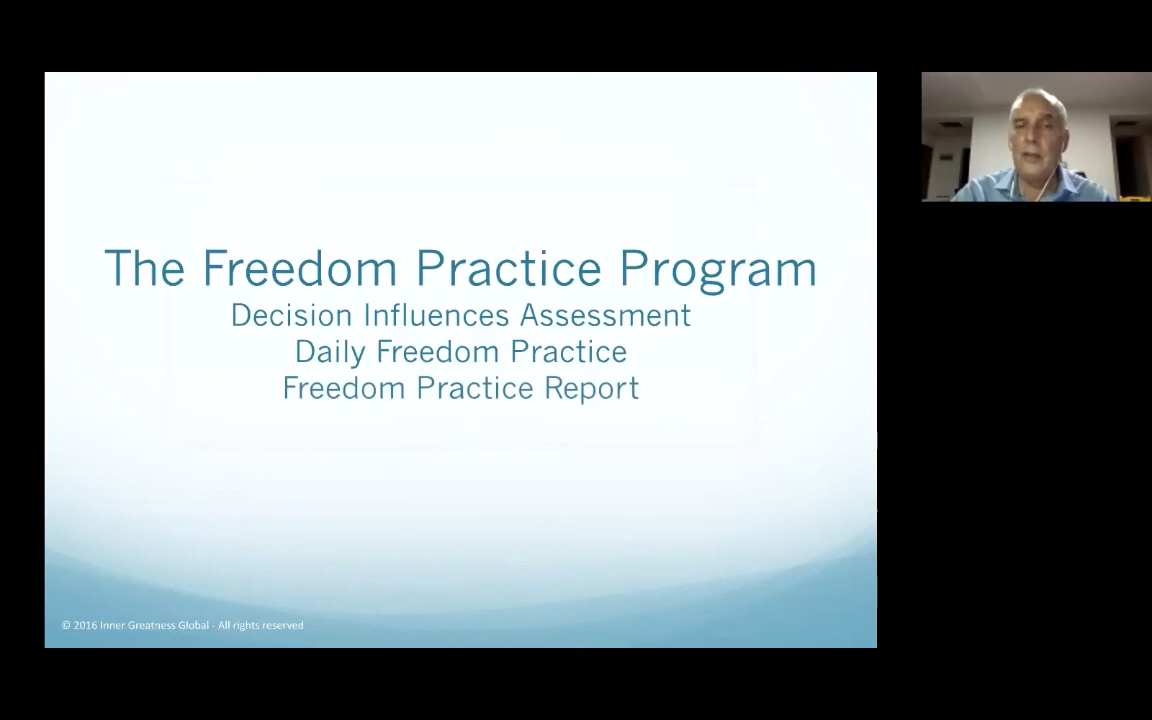 The Freedom Practice Program
Decision Influences Assessment
Daily Freedom Practice
Freedom Practice Report
© 2016 Inner Greatness Global - All rights reserved